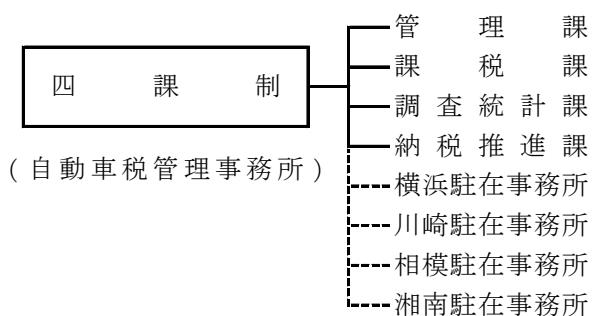 四課制
(自動車税管理事務所)
管理課
課税課
調査統計課
納税推進課
横浜駐在事務所
川崎駐在事務所
相模駐在事務所
湘南駐在事務所